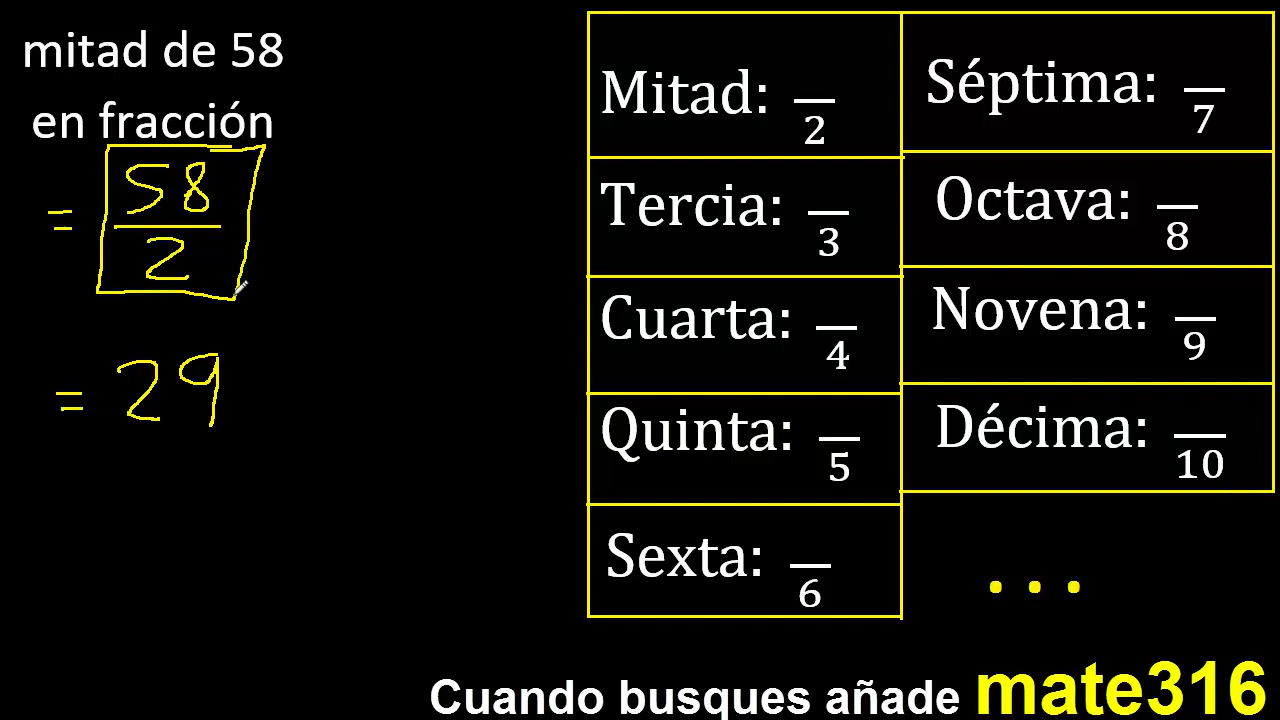 mitad de 58
en fracción
= 58
2
= 29
Mitad: —
2
Tercia: —
3
Cuarta: —
4
Quinta: —
5
Sexta: —
6
Séptima: —
7
Octava: —
8
Novena: —
9
Décima: —
10
...
Cuando busques añade mate316